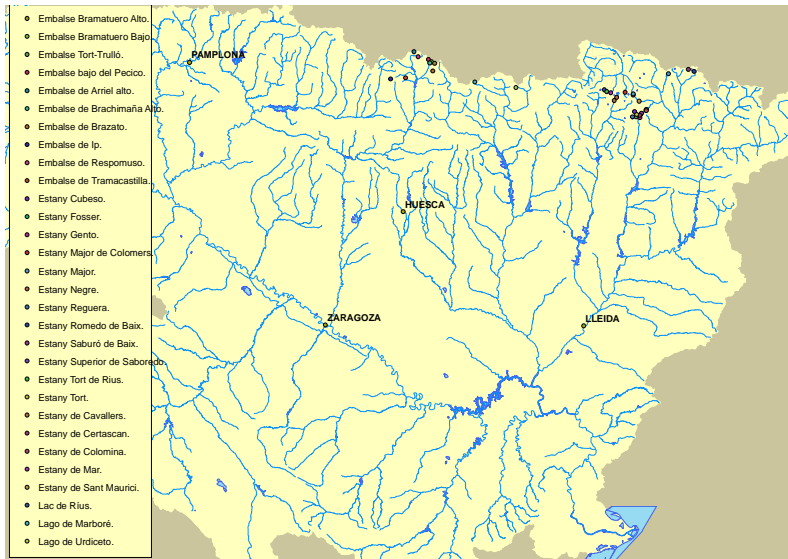 Embalse Bramatuero Alto.
Embalse Bramatuero Bajo
Embalse Tort-Trulló.
Embalse bajo del Pecico.
Embalse de Arriel alto.
Embalse de Brachimaña Alto.
Embalse de Brazato.
Embalse de Ip.
Embalse de Respomuso.
Embalse de Tramacastilla.
Estany Cubeso.
Estany Fosser.
Estany Gento.
Estany Major de Colomers.
Estany Major.
Estany Negre.
Estany Reguera.
Estany Romedo de Baix.
Estany Saburó de Baix.
Estany Superior de Saboredo.
Estany Tort de Rius.
Estany Tort.
Estany de Cavallers.
Estany de Certascan.
Estany de Colomina.
Estany de Mar.
Estany de Sant Maurici.
Lac de Ríus.
Lago de Marboré.
Lago de Urdiceto.
PAMPLONA
HUESCA
ZARAGOZA
LLEIDA